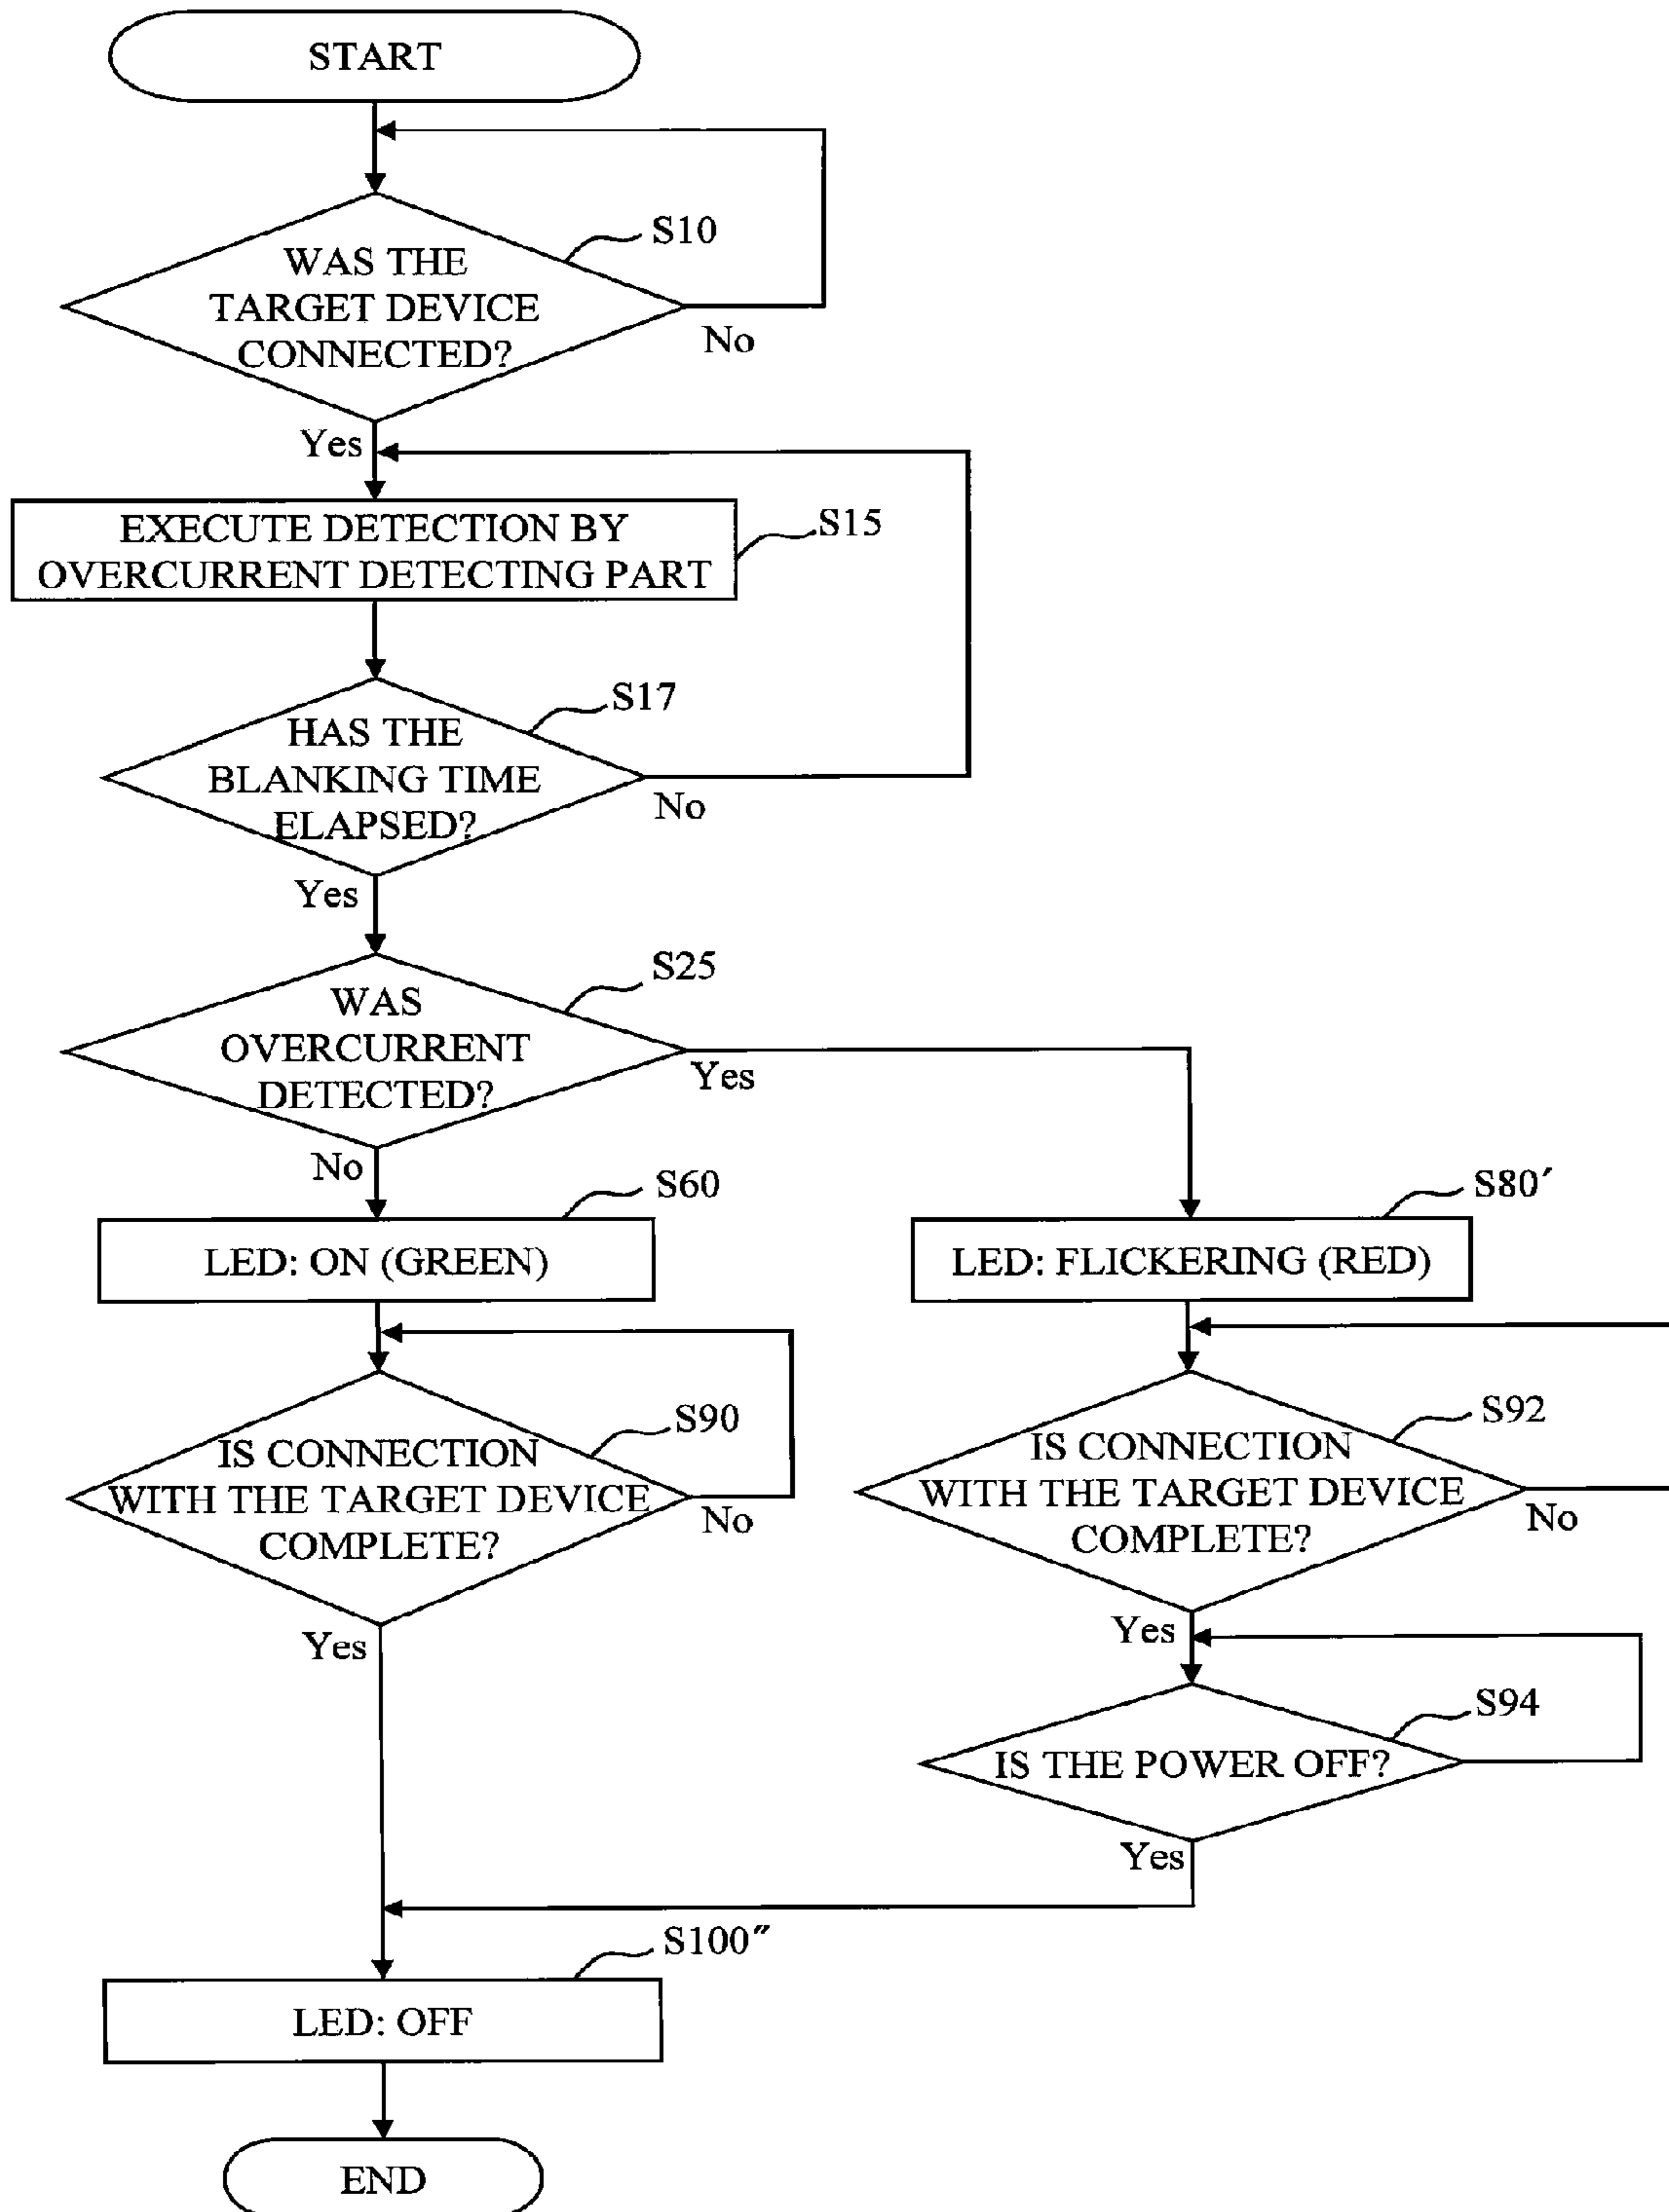 START
S10
WAS THE
TARGET DEVICE
CONNECTED?
No
Yes
EXECUTE DETECTION BY
OVERCURRENT DETECTING PART
S15
S17
HAS THE
BLANKING TIME
ELAPSED?
No
Yes
S25
WAS
OVERCURRENT
DETECTED?
Yes
No
S60
LED: ON (GREEN)
S80′
LED: FLICKERING (RED)
S90
IS CONNECTION
WITH THE TARGET DEVICE
COMPLETE?
No
Yes
S92
IS CONNECTION
WITH THE TARGET DEVICE
COMPLETE?
No
Yes
S94
IS THE POWER OFF?
Yes
S100″
LED: OFF
END